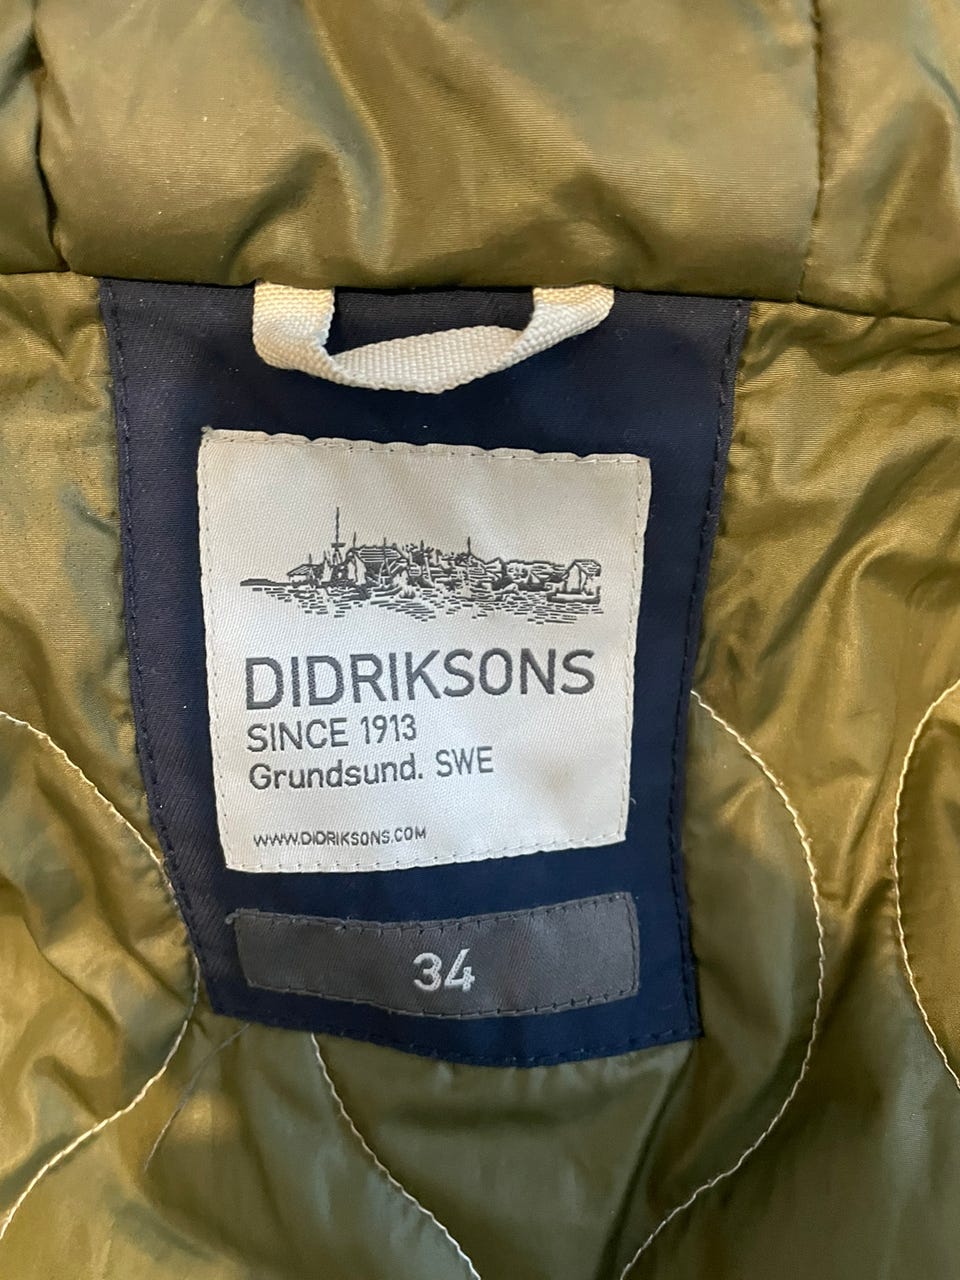 DIDRIKSONS
SINCE 1913
Grundsund. SWE
WWW.DIDRIKSONS.COM
34